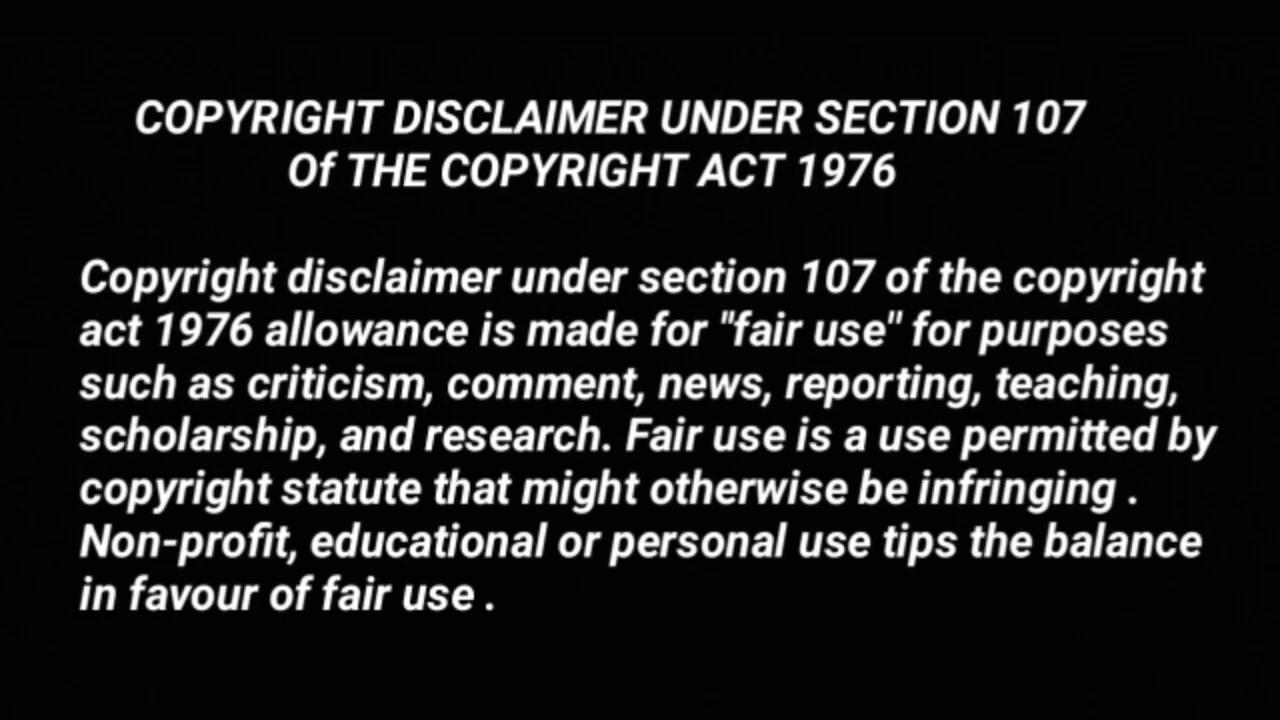 COPYRIGHT DISCLAIMER UNDER SECTION 107
Of THE COPYRIGHT ACT 1976
Copyright disclaimer under section 107 of the copyright
act 1976 allowance is made for "fair use" for purposes
such as criticism, comment, news, reporting, teaching,
scholarship, and research. Fair use is a use permitted by
copyright statute that might otherwise be infringing .
Non-profit, educational or personal use tips the balance
in favour of fair use .